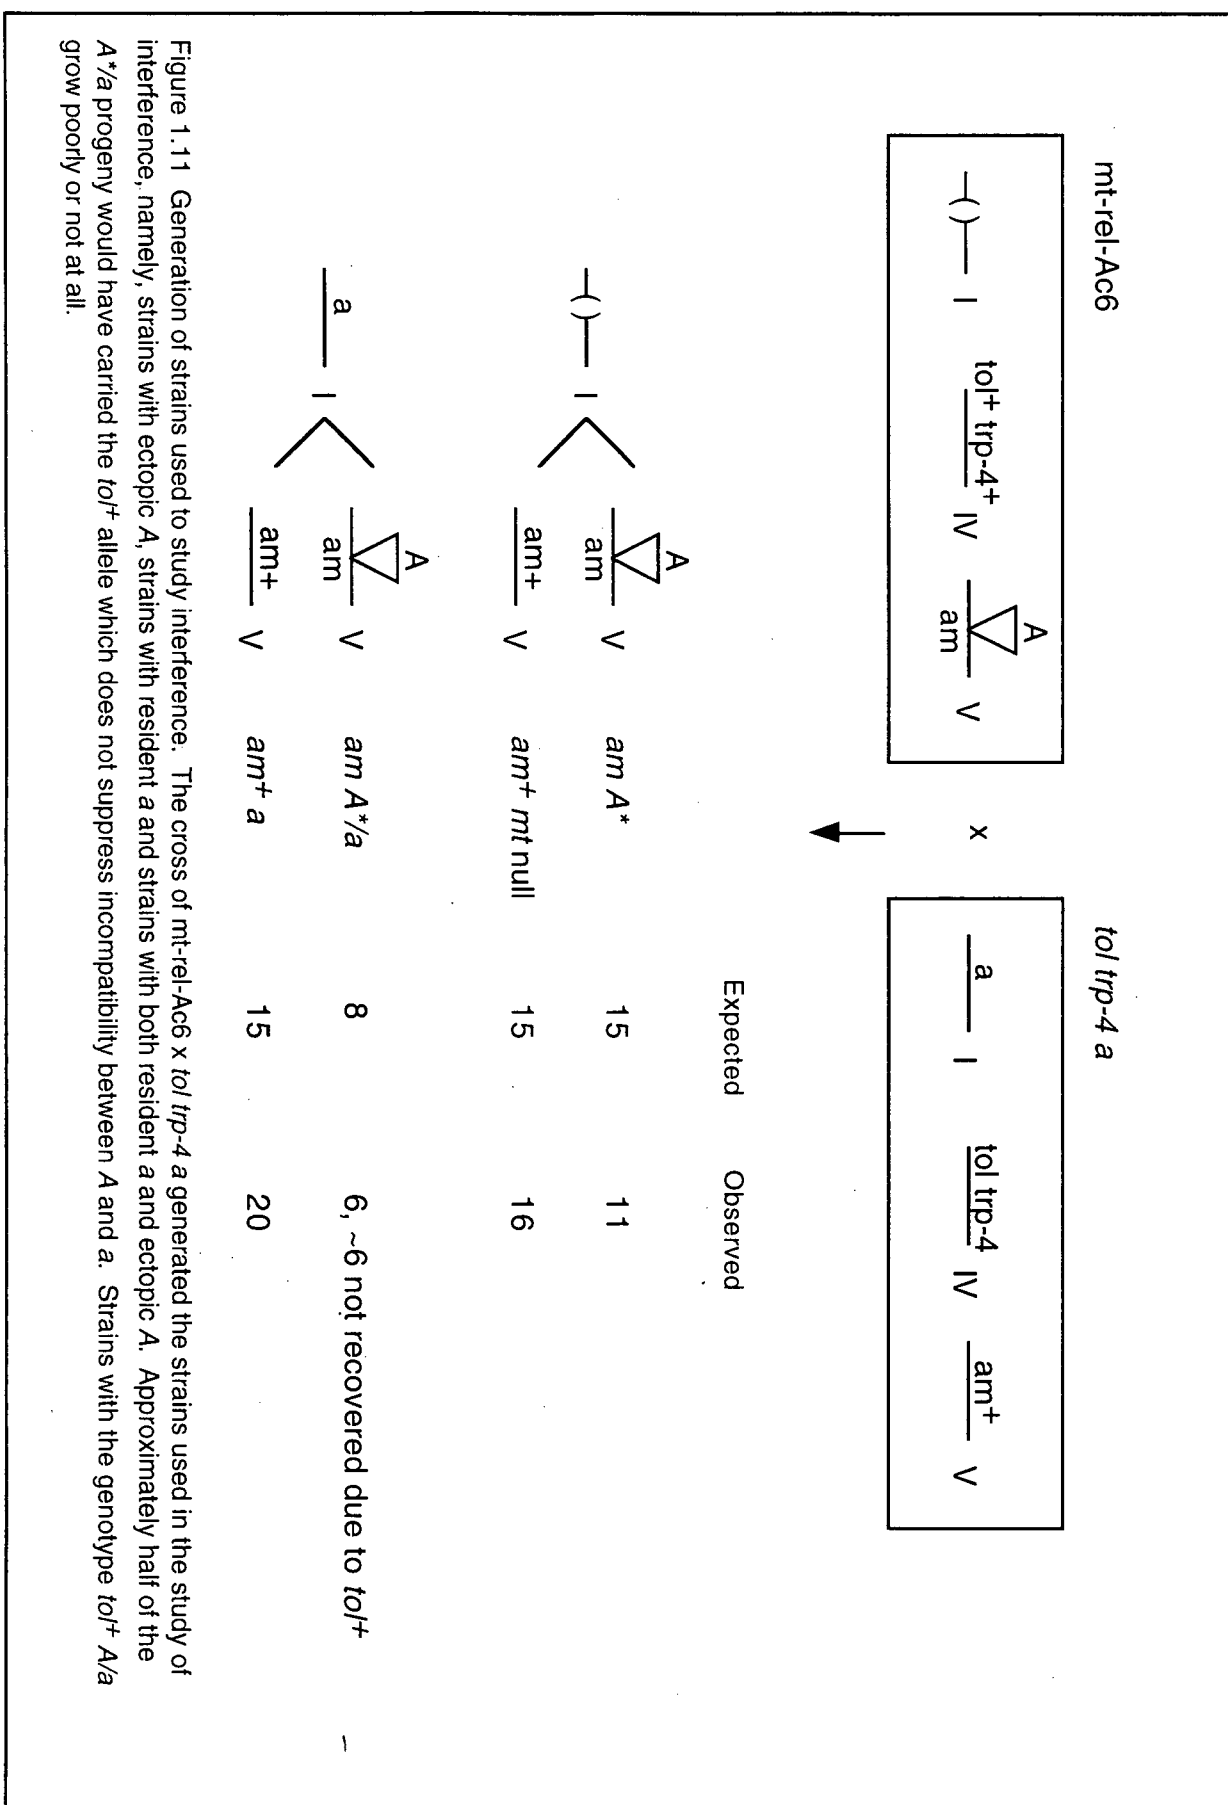 mt-rel-Ac6
tol trp-4 a
( ) I
tol+ trp-4+ IV
A
am V
x
a I
tol trp-4 IV
am+ V
Expected Observed
( ) I
A
am V am A* 15 11
am+ V am+ mt null 15 16
a I
A
am V am A*/a 8 6, ~6 not recovered due to tol+
am+ V am+ a 15 20
Figure 1.11 Generation of strains used to study interference. The cross of mt-rel-Ac6 x tol trp-4 a generated the strains used in the study of
interference, namely, strains with ectopic A, strains with resident a and strains with both resident a and ectopic A. Approximately half of the
A*/a progeny would have carried the tol+ allele which does not suppress incompatibility between A and a. Strains with the genotype tol+ A/a
grow poorly or not at all.